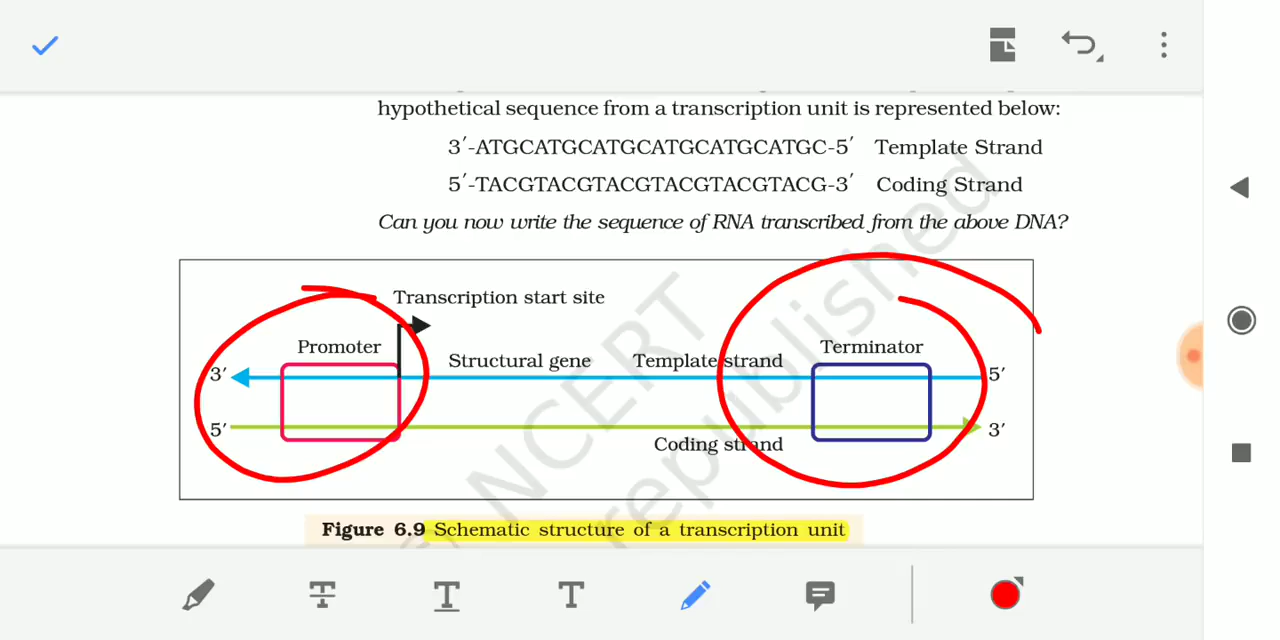 hypothetical sequence from a transcription unit is represented below:
3′-ATGCATGCATGCATGCATGCATGC-5′ Template Strand
5′-TACGTACGTACGTACGTACGTACG-3′ Coding Strand
Can you now write the sequence of RNA transcribed from the above DNA?
Transcription start site
Promoter
Terminator
Structural gene
Template strand
3′
5′
5′
3′
Coding strand
Figure 6.9 Schematic structure of a transcription unit
NCERT
republished
T
T
T